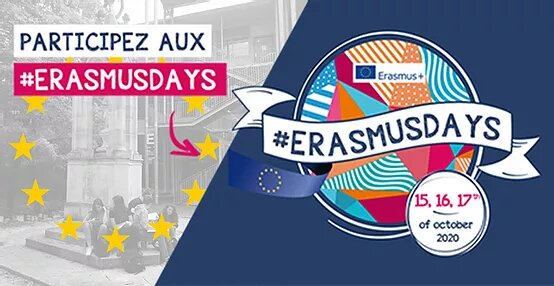 PARTICIPEZ AUX
#ERASMUSDAYS
Erasmus+
#ERASMUSDAYS
15, 16, 17th
of october
2020